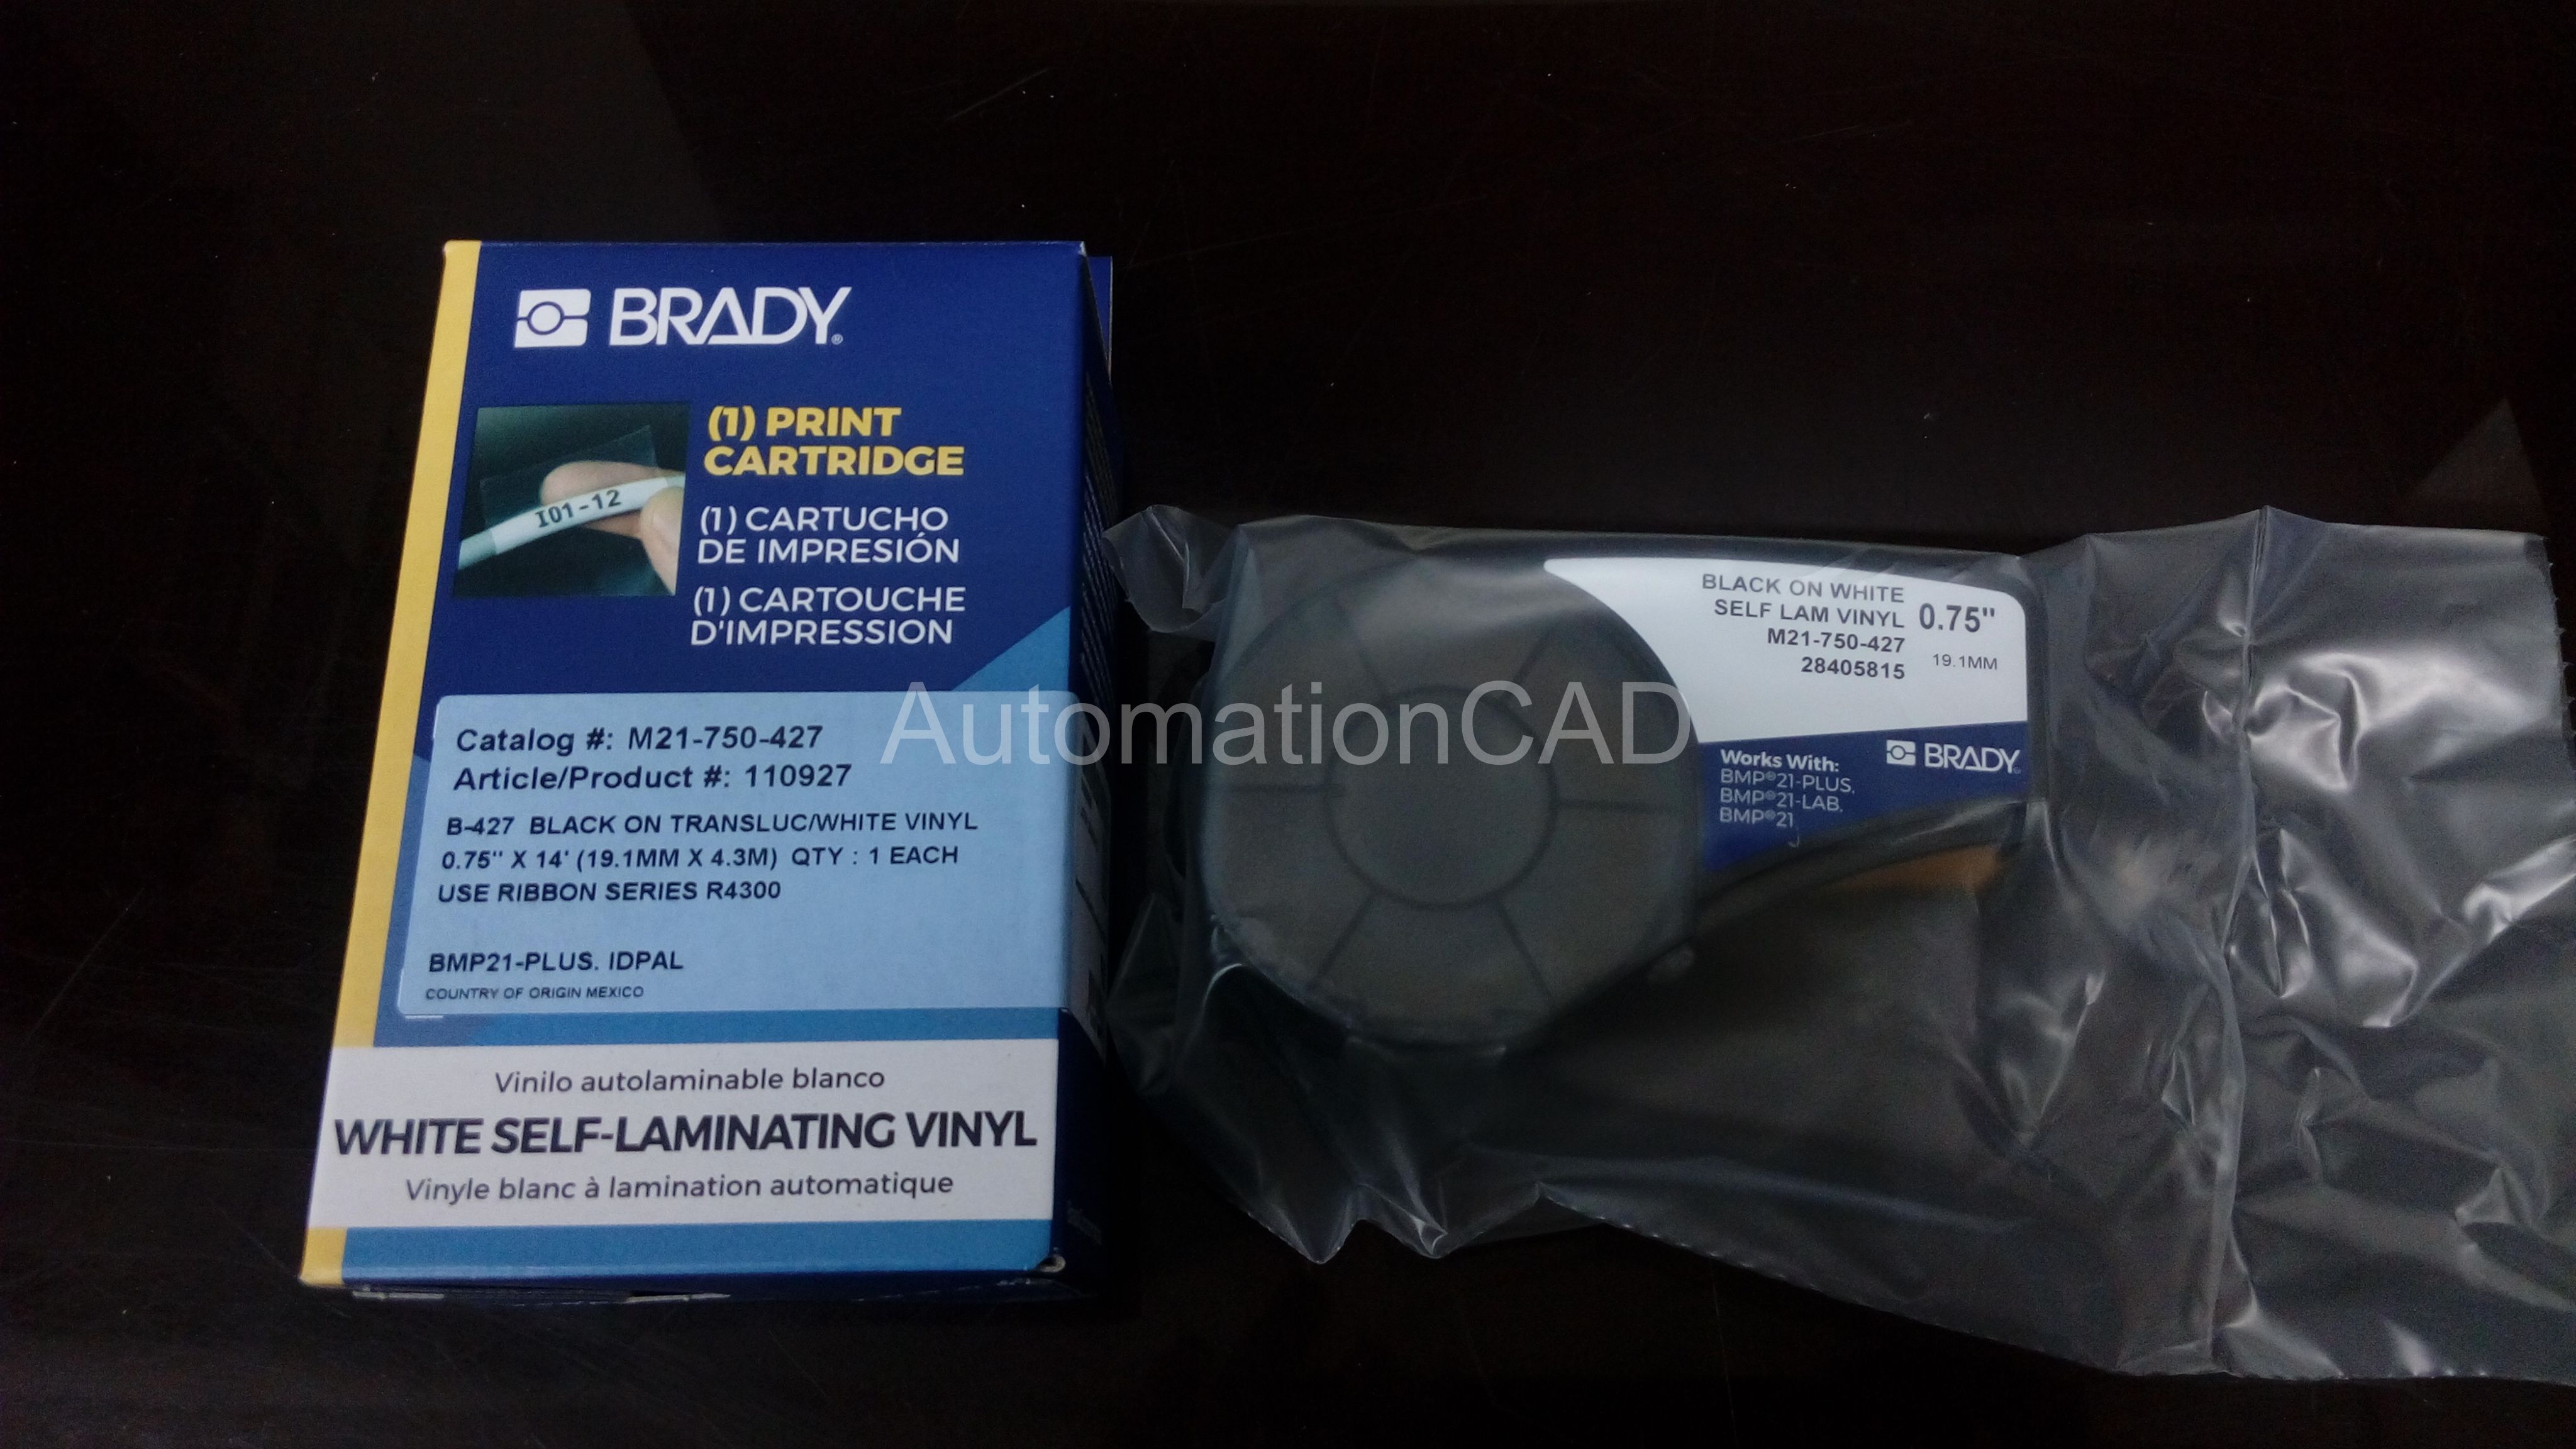 BRADY®
I01-12
(1) PRINT
CARTRIDGE
(1) CARTUCHO
DE IMPRESIÓN
(1) CARTOUCHE
D'IMPRESSION
Catalog #: M21-750-427
Article/Product #: 110927
B-427 BLACK ON TRANSLUC/WHITE VINYL
0.75" X 14' (19.1MM X 4.3M) QTY : 1 EACH
USE RIBBON SERIES R4300
BMP21-PLUS. IDPAL
COUNTRY OF ORIGIN MEXICO
Vinilo autolaminable blanco
WHITE SELF-LAMINATING VINYL
Vinyle blanc à lamination automatique
AutomationCAD
BLACK ON WHITE
SELF LAM VINYL 0.75"
M21-750-427
28405815 19.1MM
Works With:
BMP®21-PLUS,
BMP®21-LAB,
BMP®21
BRADY